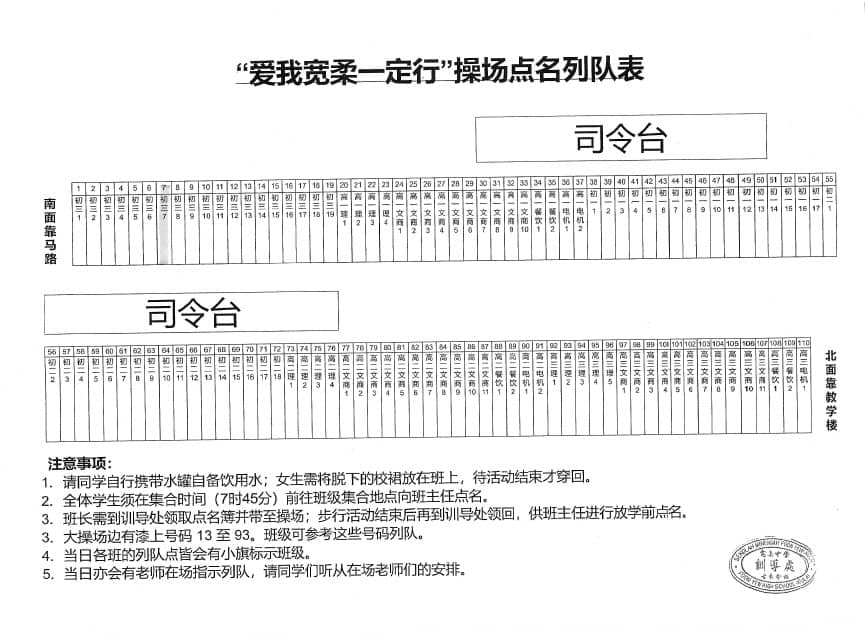 “爱我宽柔一定行”操场点名列队表
司令台
南面靠马路
1 2 3 4 5 6 7 8 9 10 11 12 13 14 15 16 17 18 19 20 21 22 23 24 25 26 27 28 29 30 31 32 33 34 35 36 37 38 39 40 41 42 43 44 45 46 47 48 49 50 51 52 53 54 55
初三1 初三2 初三3 初三4 初三5 初三6 初三7 初三8 初三9 初三10 初三11 初三12 初三13 初三14 初三15 初三16 初三17 初三18 初三19 高一理1 高一理2 高一理3 高一理4 高一文商1 高一文商2 高一文商3 高一文商4 高一文商5 高一文商6 高一文商7 高一文商8 高一文商9 高一文商10 高一餐饮1 高一餐饮2 高一电机1 高一电机2 初一1 初一2 初一3 初一4 初一5 初一6 初一7 初一8 初一9 初一10 初一11 初一12 初一13 初一14 初一15 初一16 初一17 初二1
司令台
56 57 58 59 60 61 62 63 64 65 66 67 68 69 70 71 72 73 74 75 76 77 78 79 80 81 82 83 84 85 86 87 88 89 90 91 92 93 94 95 96 97 98 99 100 101 102 103 104 105 106 107 108 109 110
初二2 初二3 初二4 初二5 初二6 初二7 初二8 初二9 初二10 初二11 初二12 初二13 初二14 初二15 初二16 初二17 初二18 高二理1 高二理2 高二理3 高二理4 高二文商1 高二文商2 高二文商3 高二文商4 高二文商5 高二文商6 高二文商7 高二文商8 高二文商9 高二文商10 高二文商11 高二餐饮1 高二餐饮2 高二电机1 高二电机2 高三理1 高三理2 高三理3 高三理4 高三理5 高三文商1 高三文商2 高三文商3 高三文商4 高三文商5 高三文商6 高三文商7 高三文商8 高三文商9 高三文商10 高三文商11 高三餐饮1 高三餐饮2 高三电机1
北面靠教学楼
注意事项：
1. 请同学自行携带水罐自备饮用水；女生需将脱下的校裙放在班上，待活动结束才穿回。
2. 全体学生须在集合时间（7时45分）前往班级集合地点向班主任点名。
3. 班长需到训导处领取点名簿并带至操场；步行活动结束后再到训导处领回，供班主任进行放学前点名。
3. 大操场边有漆上号码 13 至 93。班级可参考这些号码列队。
4. 当日各班的列队点皆会有小旗标示班级。
5. 当日亦会有老师在场指示列队，请同学们听从在场老师们的安排。
訓導處